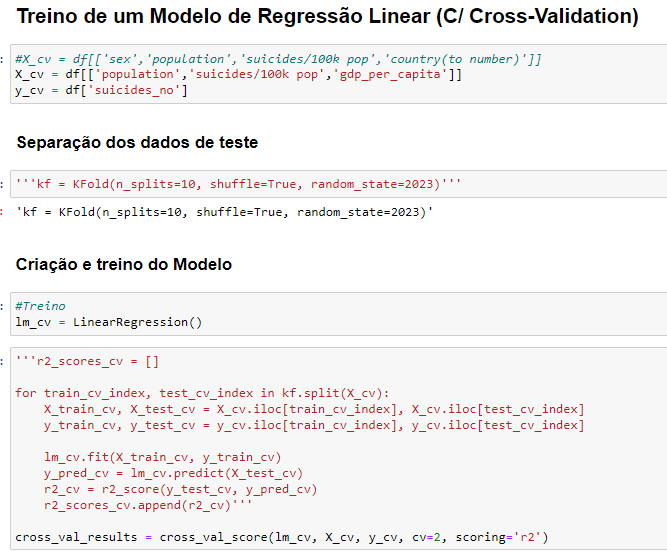 Treino de um Modelo de Regressão Linear (C/ Cross-Validation)
: #X_cv = df[['sex','population','suicides/100k pop','country(to number)']]
X_cv = df[['population','suicides/100k pop','gdp_per_capita']]
y_cv = df['suicides_no']
Separação dos dados de teste
: '''kf = KFold(n_splits=10, shuffle=True, random_state=2023)'''
: 'kf = KFold(n_splits=10, shuffle=True, random_state=2023)'
Criação e treino do Modelo
: #Treino
lm_cv = LinearRegression()
: '''r2_scores_cv = []
for train_cv_index, test_cv_index in kf.split(X_cv):
    X_train_cv, X_test_cv = X_cv.iloc[train_cv_index], X_cv.iloc[test_cv_index]
    y_train_cv, y_test_cv = y_cv.iloc[train_cv_index], y_cv.iloc[test_cv_index]
    lm_cv.fit(X_train_cv, y_train_cv)
    y_pred_cv = lm_cv.predict(X_test_cv)
    r2_cv = r2_score(y_test_cv, y_pred_cv)
    r2_scores_cv.append(r2_cv)'''
cross_val_results = cross_val_score(lm_cv, X_cv, y_cv, cv=2, scoring='r2')